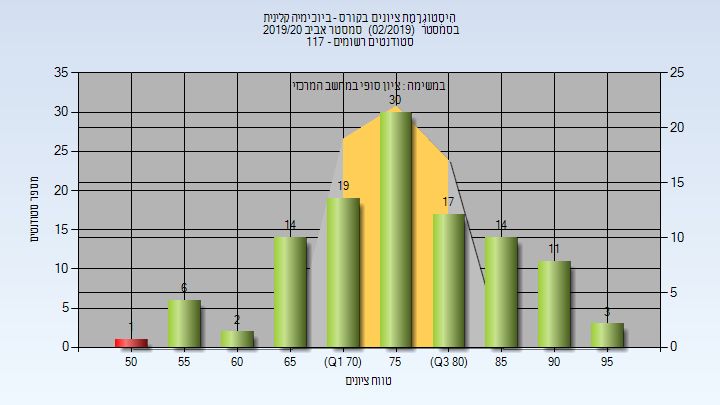 היסטוגרמת ציונים בקורס - ביוכימיה קלינית
בסמסטר (02/2019) סמסטר אביב 2019/20
סטודנטים רשומים - 117
במשימה : ציון סופי במחשב המרכזי
35 30 25 20 15 10 5 0
25 20 15 10 5 0
מספר סטודנטים
1 6 2 14 19 30 17 14 11 3
50 55 60 65 (Q1 70) 75 (Q3 80) 85 90 95
טווח ציונים